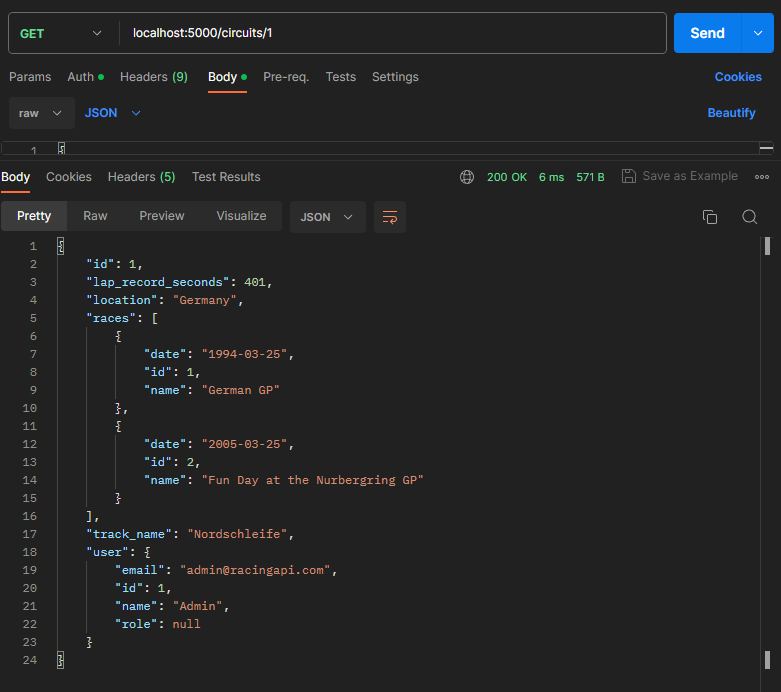 GET localhost:5000/circuits/1 Send
Params Auth Headers (9) Body Pre-req. Tests Settings Cookies
raw JSON Beautify
1 {
Body Cookies Headers (5) Test Results 200 OK 6 ms 571 B Save as Example
Pretty Raw Preview Visualize JSON
1 {
2 "id": 1,
3 "lap_record_seconds": 401,
4 "location": "Germany",
5 "races": [
6 {
7 "date": "1994-03-25",
8 "id": 1,
9 "name": "German GP"
10 },
11 {
12 "date": "2005-03-25",
13 "id": 2,
14 "name": "Fun Day at the Nurbergring GP"
15 }
16 ],
17 "track_name": "Nordschleife",
18 "user": {
19 "email": "admin@racingapi.com",
20 "id": 1,
21 "name": "Admin",
22 "role": null
23 }
24 }